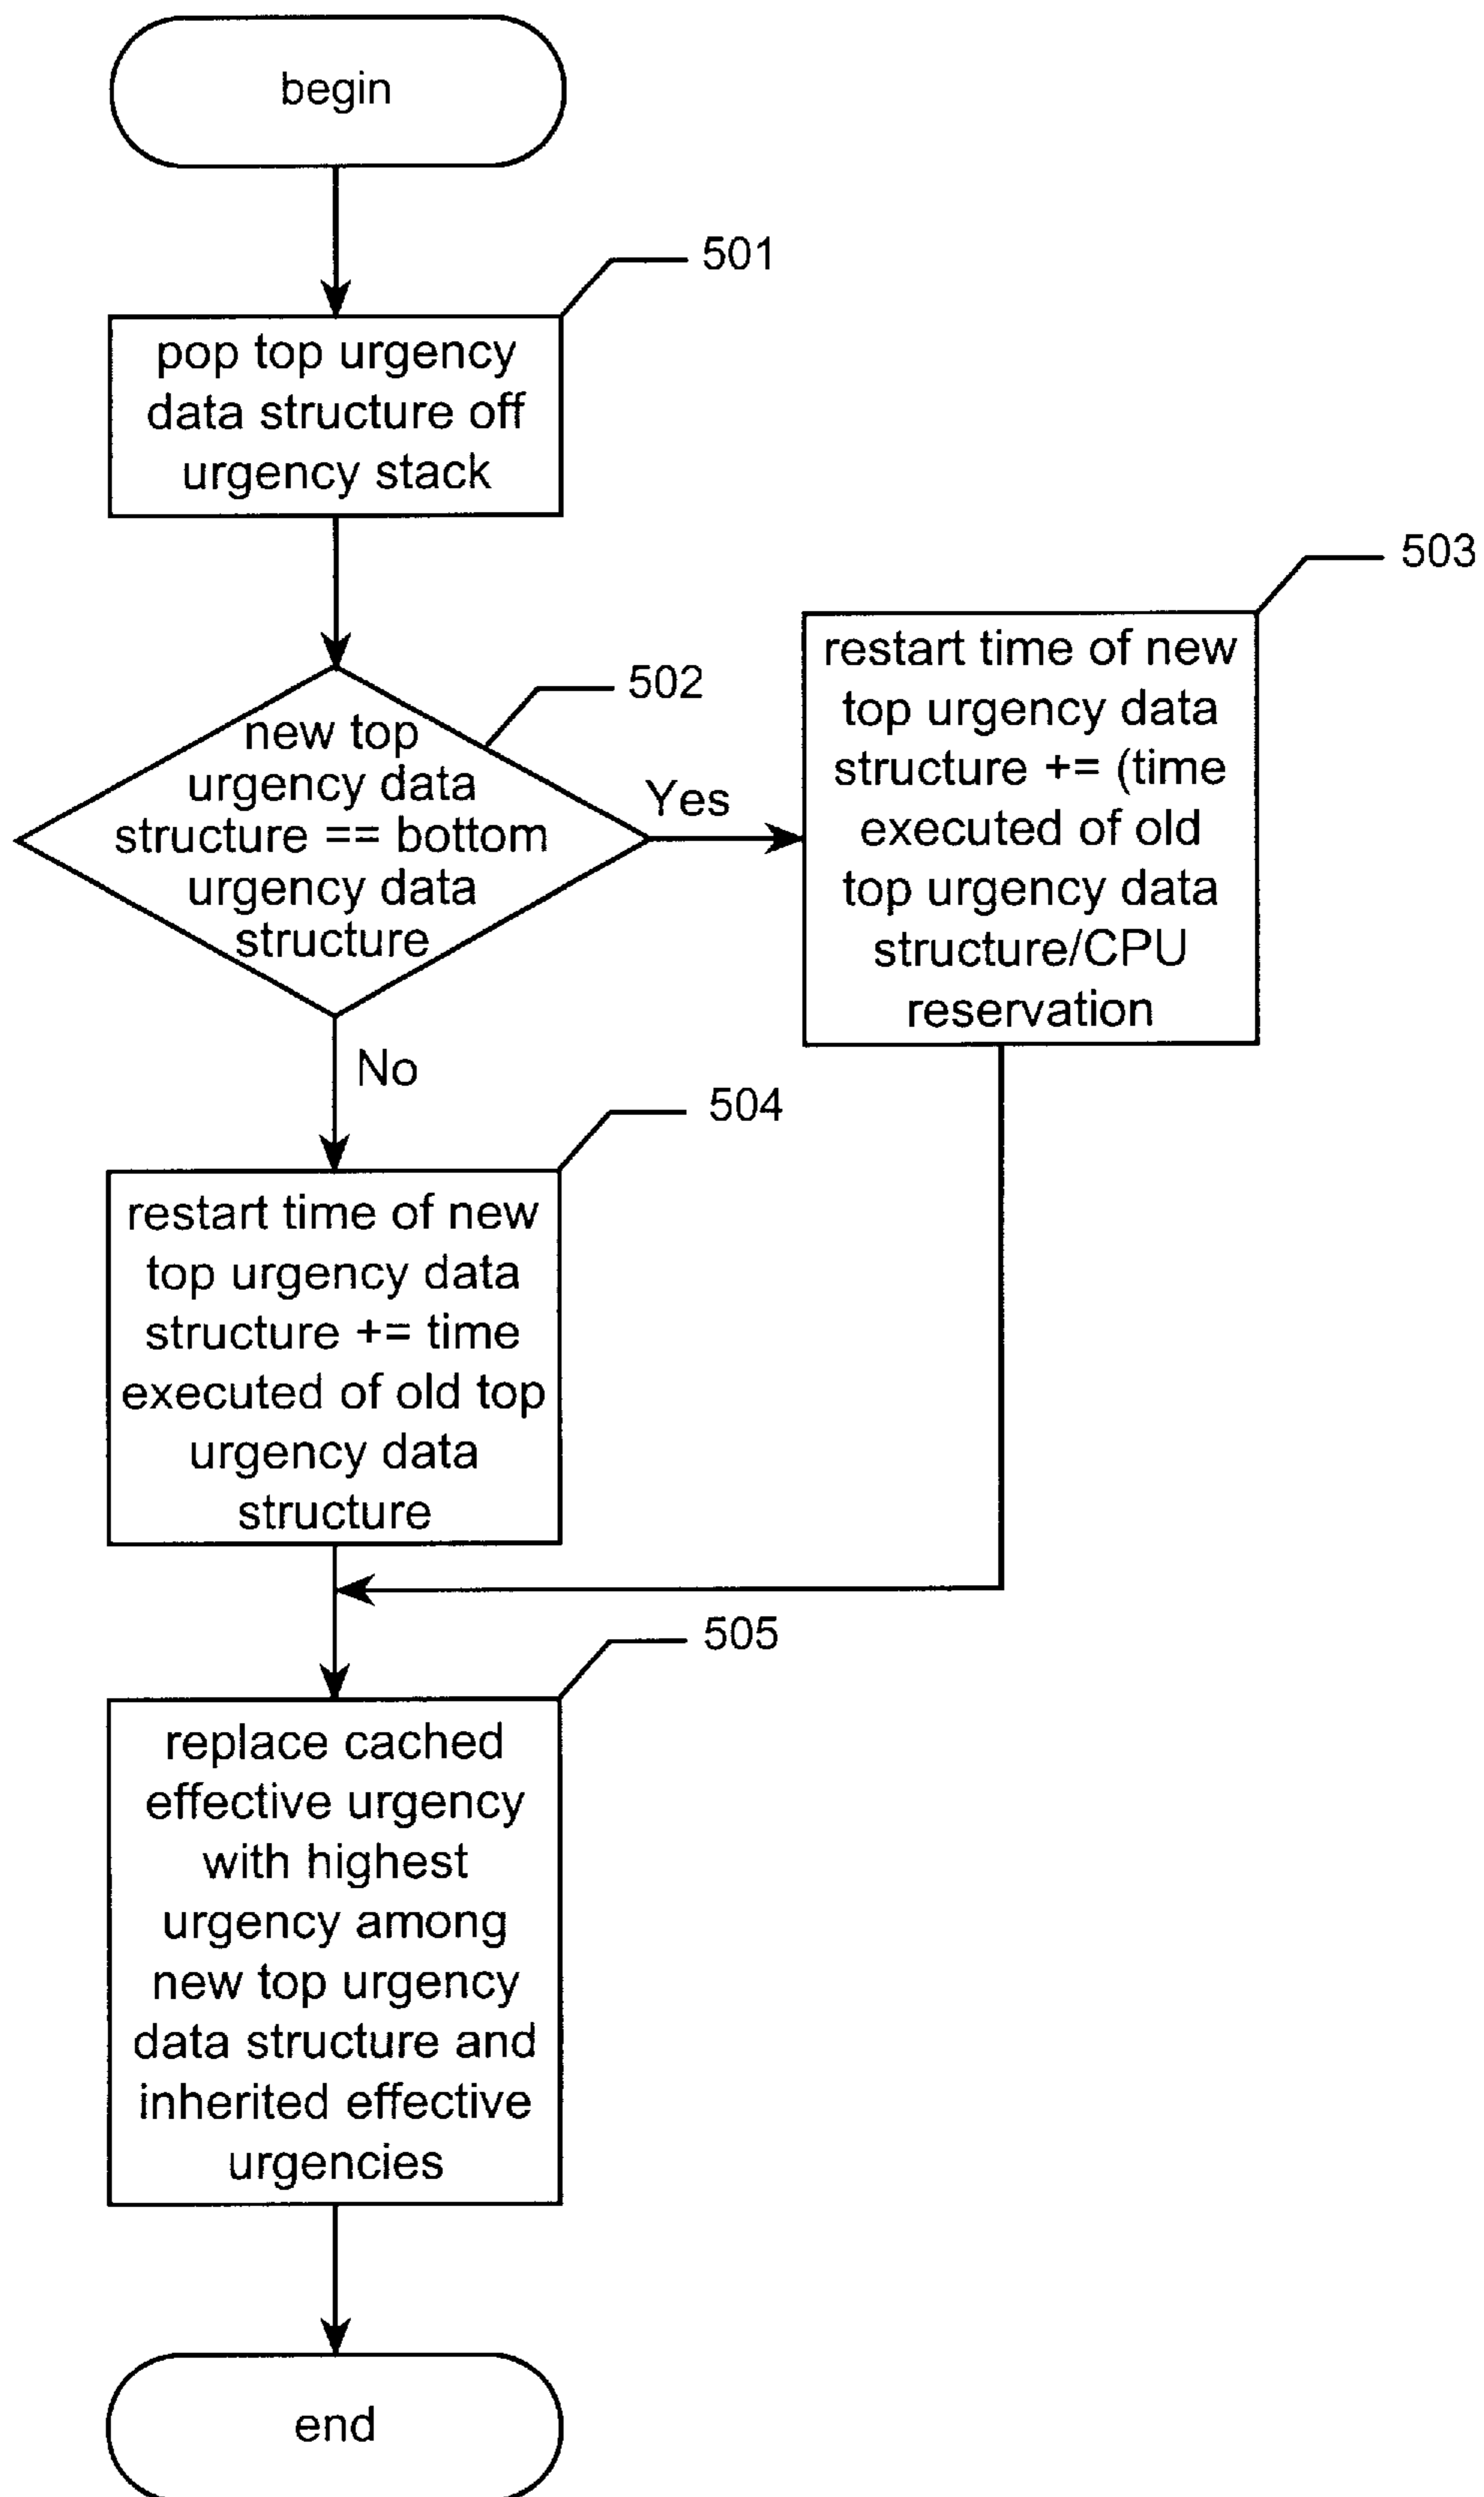 begin
501
pop top urgency
data structure off
urgency stack
502
new top
urgency data
structure == bottom
urgency data
structure
Yes
503
restart time of new
top urgency data
structure += (time
executed of old
top urgency data
structure/CPU
reservation
No
504
restart time of new
top urgency data
structure += time
executed of old top
urgency data
structure
505
replace cached
effective urgency
with highest
urgency among
new top urgency
data structure and
inherited effective
urgencies
end